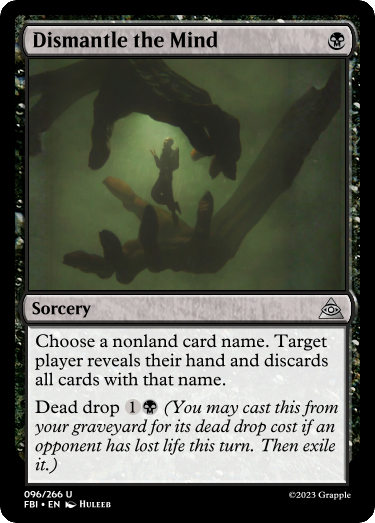 Dismantle the Mind
Sorcery
Choose a nonland card name. Target
player reveals their hand and discards
all cards with that name.
Dead drop 1 (You may cast this from
your graveyard for its dead drop cost if an
opponent has lost life this turn. Then exile
it.)
096/266 U
FBI • EN Huleeb
©2023 Grapple